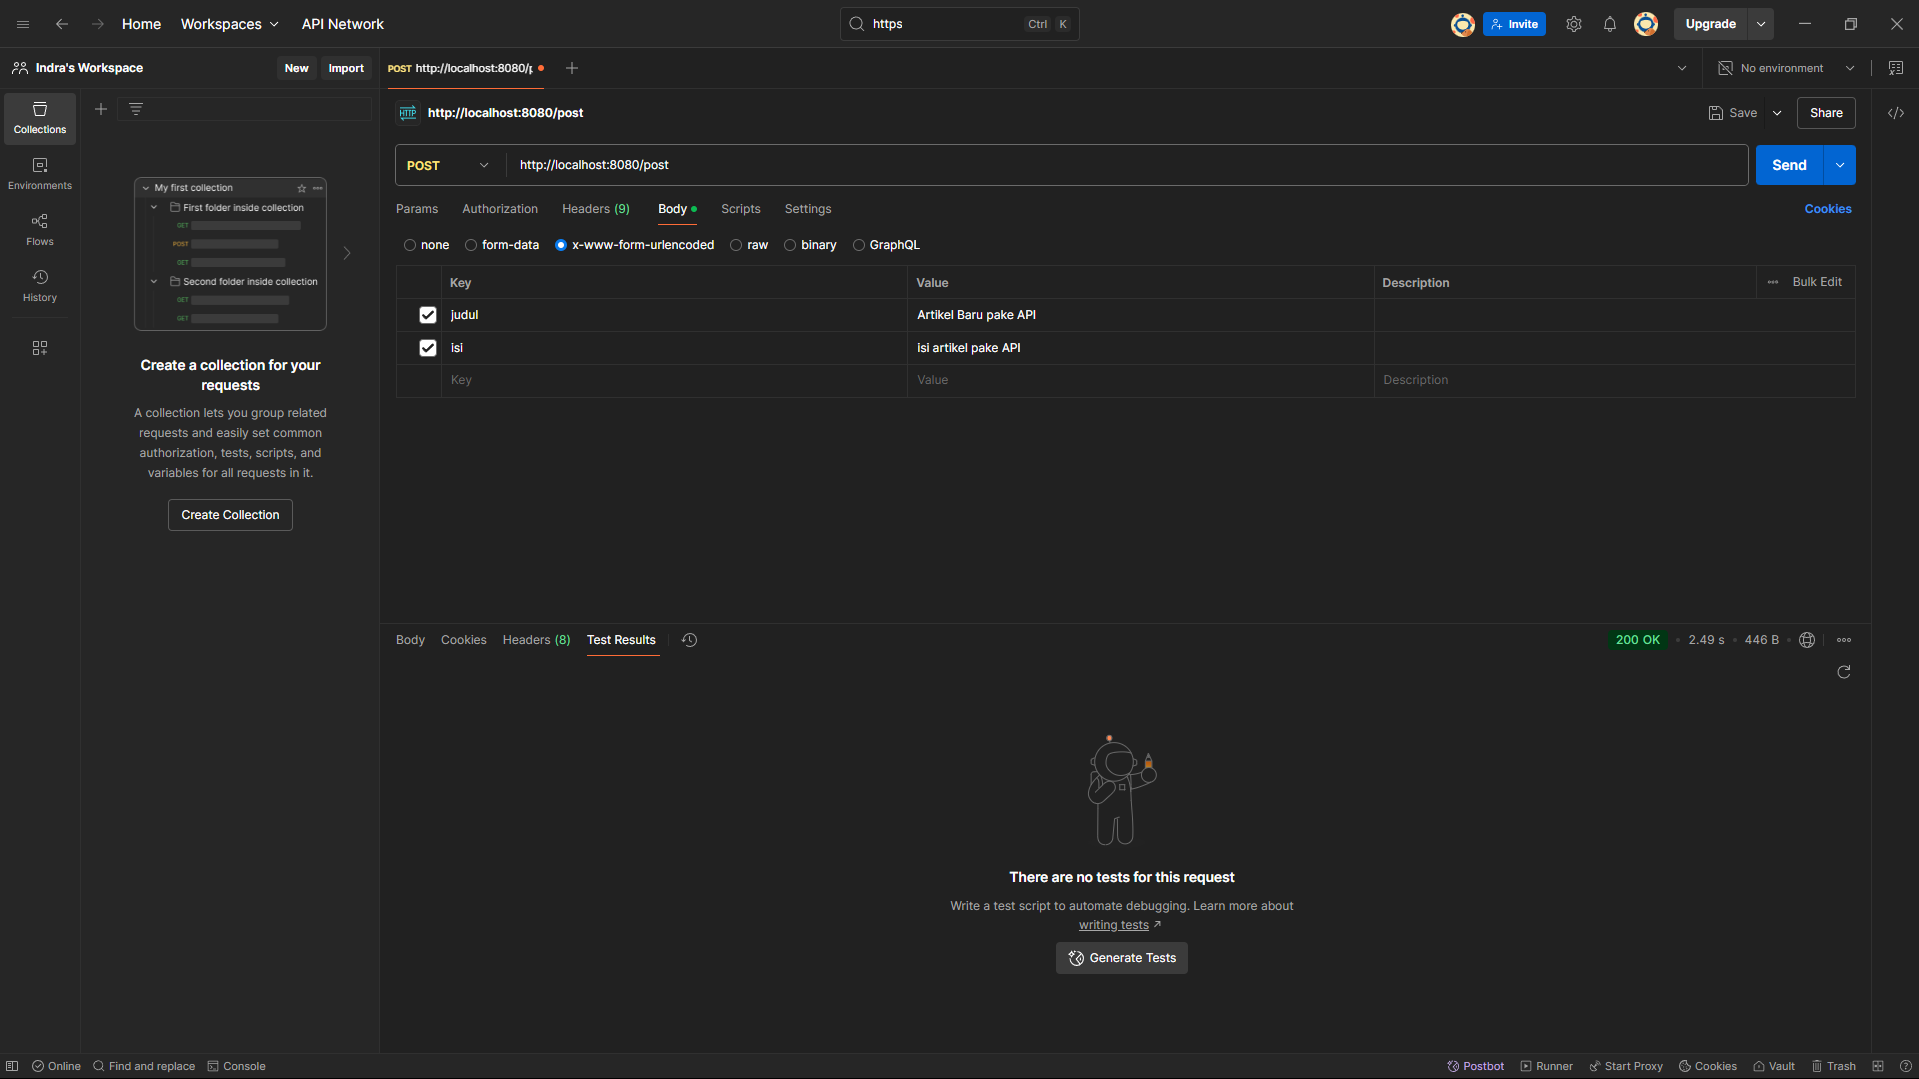 Home Workspaces API Network
https Ctrl K
Invite Upgrade
Indra's Workspace New Import
POST http://localhost:8080/p
No environment
Collections
Environments
Flows
History
My first collection
First folder inside collection
GET
POST
GET
Second folder inside collection
GET
GET
Create a collection for your
requests
A collection lets you group related
requests and easily set common
authorization, tests, scripts, and
variables for all requests in it.
Create Collection
HTTP http://localhost:8080/post
Save Share
POST http://localhost:8080/post Send
Params Authorization Headers (9) Body Scripts Settings Cookies
none form-data x-www-form-urlencoded raw binary GraphQL
Key Value Description Bulk Edit
judul Artikel Baru pake API
isi isi artikel pake API
Key Value Description
Body Cookies Headers (8) Test Results
200 OK 2.49 s 446 B
There are no tests for this request
Write a test script to automate debugging. Learn more about
writing tests
Generate Tests
Online Find and replace Console
Postbot Runner Start Proxy Cookies Vault Trash